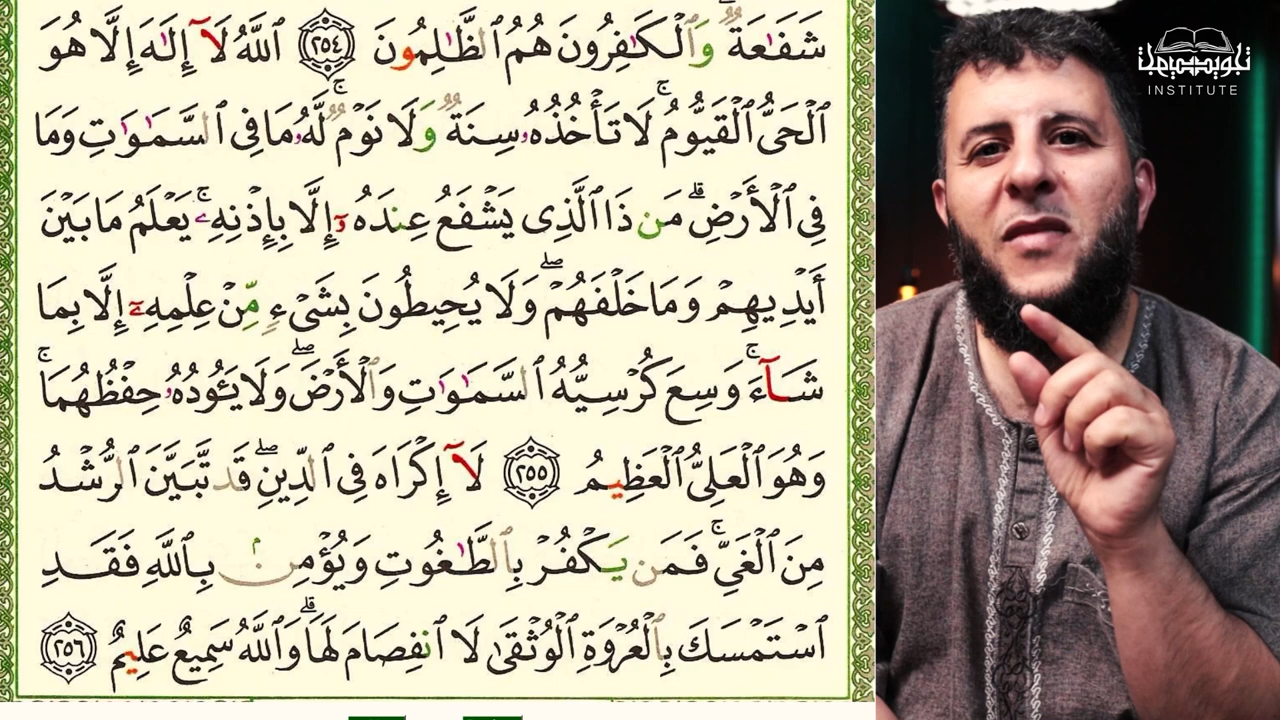 شَفَٰعَةٌ ۗ وَٱلْكَٰفِرُونَ هُمُ ٱلظَّٰلِمُونَ ٢٥٤ ٱللَّهُ لَآ إِلَٰهَ إِلَّا هُوَ
ٱلْحَىُّ ٱلْقَيُّومُ ۚ لَا تَأْخُذُهُۥ سِنَةٌ وَلَا نَوْمٌ ۚ لَّهُۥ مَا فِى ٱلسَّمَٰوَٰتِ وَمَا
فِى ٱلْأَرْضِ ۗ مَن ذَا ٱلَّذِى يَشْفَعُ عِندَهُۥٓ إِلَّا بِإِذْنِهِۦ ۚ يَعْلَمُ مَا بَيْنَ
أَيْدِيهِمْ وَمَا خَلْفَهُمْ ۖ وَلَا يُحِيطُونَ بِشَىْءٍ مِّنْ عِلْمِهِۦٓ إِلَّا بِمَا
شَآءَ ۚ وَسِعَ كُرْسِيُّهُ ٱلسَّمَٰوَٰتِ وَٱلْأَرْضَ ۖ وَلَا يَـُٔودُهُۥ حِفْظُهُمَا ۚ
وَهُوَ ٱلْعَلِىُّ ٱلْعَظِيمُ ٢٥٥ لَآ إِكْرَاهَ فِى ٱلدِّينِ ۖ قَد تَّبَيَّنَ ٱلرُّشْدُ
مِنَ ٱلْغَىِّ ۚ فَمَن يَكْفُرْ بِٱلطَّٰغُوتِ وَيُؤْمِنۢ بِٱللَّهِ فَقَدِ
ٱسْتَمْسَكَ بِٱلْعُرْوَةِ ٱلْوُثْقَىٰ لَا ٱنفِصَامَ لَهَا ۗ وَٱللَّهُ سَمِيعٌ عَلِيمٌ ٢٥٦
INSTITUTE